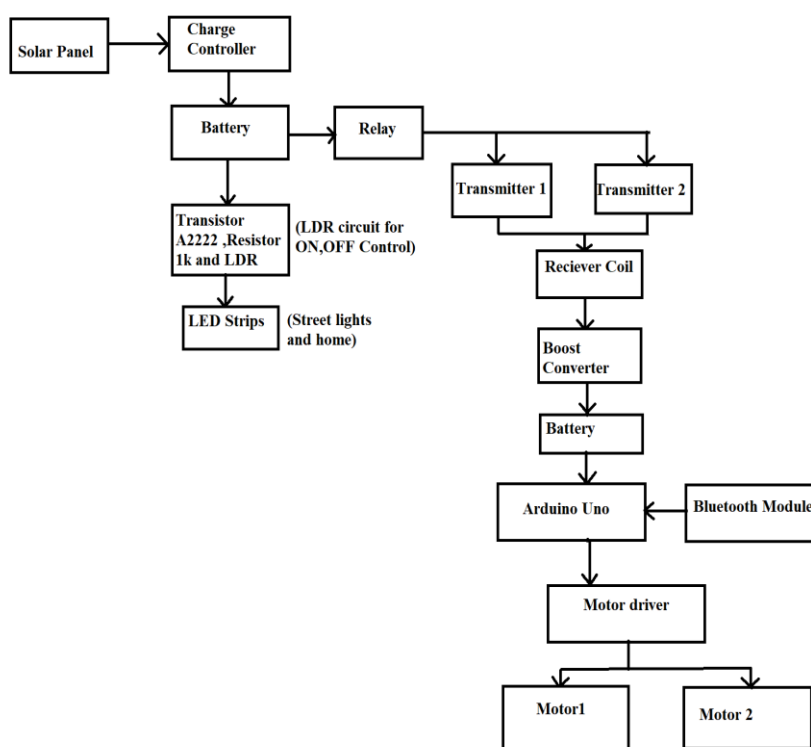 Solar Panel
Charge
Controller
Battery
Relay
Transmitter 1
Transmitter 2
Transistor
A2222 ,Resistor
1k and LDR
(LDR circuit for
ON,OFF Control)
Reciever Coil
LED Strips
(Street lights
and home)
Boost
Converter
Battery
Arduino Uno
Bluetooth Module
Motor driver
Motor1
Motor 2